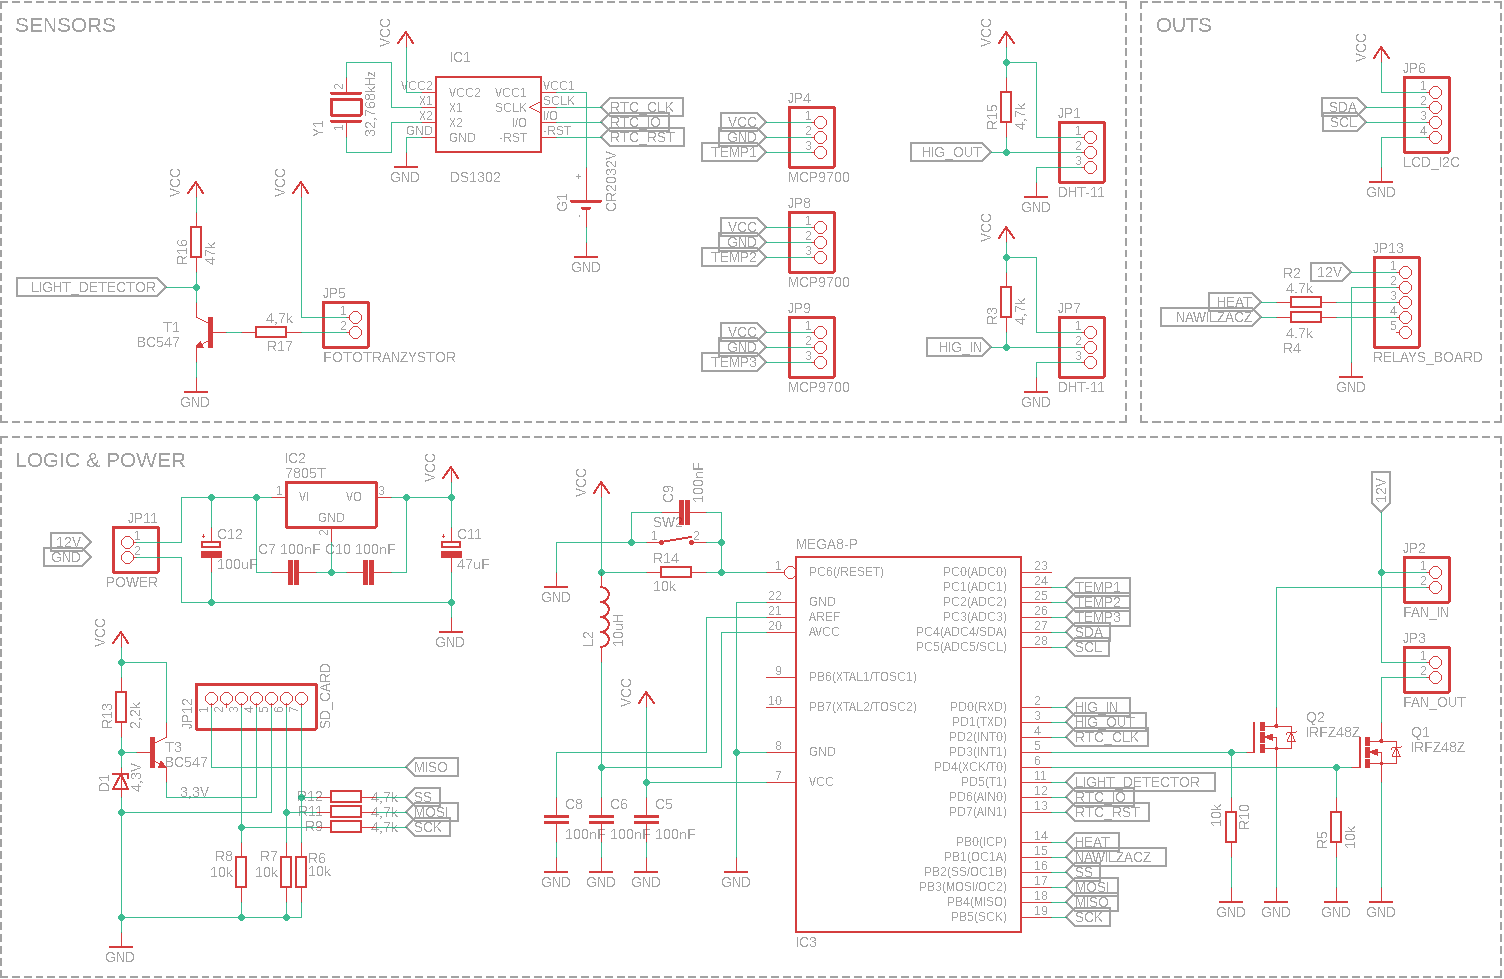 SENSORS
VCC
IC1
VCC2
X1
X2
GND
VCC2
X1
X2
GND
VCC1
SCLK
I/O
-RST
VCC1
SCLK
I/O
-RST
DS1302
Y1
2
1
32,768kHz
GND
RTC_CLK
RTC_IO
RTC_RST
+
-
G1
CR2032V
GND
VCC
R16
47k
LIGHT_DETECTOR
T1
BC547
GND
VCC
4,7k
R17
JP5
1
2
FOTOTRANZYSTOR
JP4
VCC
GND
TEMP1
1
2
3
MCP9700
JP8
VCC
GND
TEMP2
1
2
3
MCP9700
JP9
VCC
GND
TEMP3
1
2
3
MCP9700
VCC
R15
4,7k
HIG_OUT
JP1
1
2
3
DHT-11
GND
VCC
R3
4,7k
HIG_IN
JP7
1
2
3
DHT-11
GND
OUTS
VCC
JP6
SDA
SCL
1
2
3
4
LCD_I2C
GND
JP13
12V
HEAT
NAWILZACZ
R2
4.7k
4.7k
R4
1
2
3
4
5
RELAYS_BOARD
GND
LOGIC & POWER
IC2
7805T
1
VI
VO
3
GND
2
VCC
JP11
12V
GND
1
2
POWER
+
C12
100uF
C7
100nF
C10
100nF
+
C11
47uF
GND
VCC
R13
2,2k
T3
BC547
D1
4,3V
3,3V
JP12
1
2
3
4
5
6
7
SD_CARD
MISO
R12
4,7k
SS
R11
MOSI
R9
4,7k
SCK
R8
10k
R7
10k
R6
10k
GND
VCC
C9
100nF
SW2
1
2
R14
10k
GND
L2
10uH
VCC
C8
100nF
C6
100nF
C5
100nF
GND
GND
GND
GND
MEGA8-P
1
PC6(/RESET)
22
GND
21
AREF
20
AVCC
9
PB6(XTAL1/TOSC1)
10
PB7(XTAL2/TOSC2)
8
GND
7
VCC
PC0(ADC0)
23
PC1(ADC1)
24
TEMP1
PC2(ADC2)
25
TEMP2
PC3(ADC3)
26
TEMP3
PC4(ADC4/SDA)
27
SDA
PC5(ADC5/SCL)
28
SCL
PD0(RXD)
2
HIG_IN
PD1(TXD)
3
HIG_OUT
PD2(INT0)
4
RTC_CLK
PD3(INT1)
5
PD4(XCK/T0)
6
PD5(T1)
11
LIGHT_DETECTOR
PD6(AIN0)
12
RTC_IO
PD7(AIN1)
13
RTC_RST
PB0(ICP)
14
HEAT
PB1(OC1A)
15
NAWILZACZ
PB2(SS/OC1B)
16
SS
PB3(MOSI/OC2)
17
MOSI
PB4(MISO)
18
MISO
PB5(SCK)
19
SCK
IC3
12V
JP2
1
2
FAN_IN
JP3
1
2
FAN_OUT
Q2
IRFZ48Z
Q1
IRFZ48Z
10k
R10
R5
10k
GND
GND
GND
GND